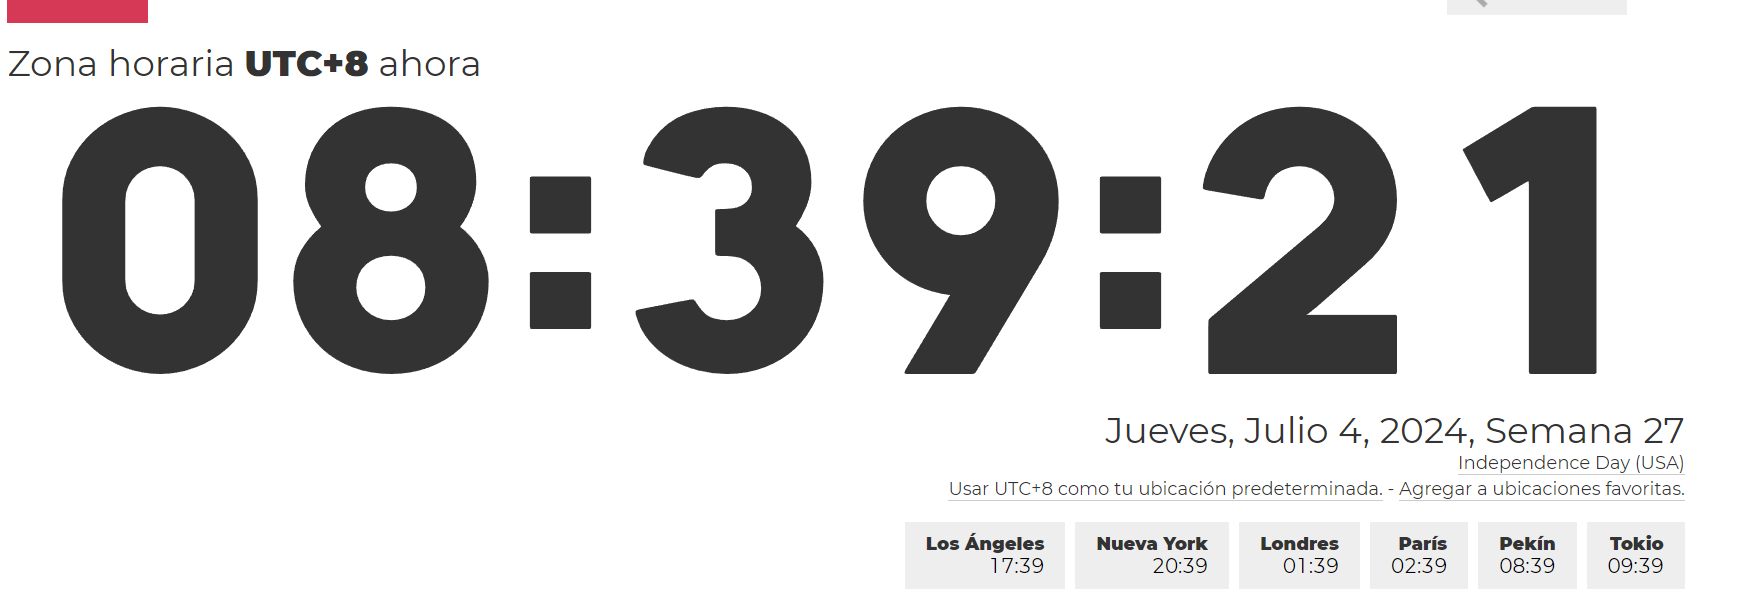 Zona horaria UTC+8 ahora
08:39:21
Jueves, Julio 4, 2024, Semana 27
Independence Day (USA)
Usar UTC+8 como tu ubicación predeterminada. - Agregar a ubicaciones favoritas.
Los Ángeles
17:39
Nueva York
20:39
Londres
01:39
París
02:39
Pekín
08:39
Tokio
09:39